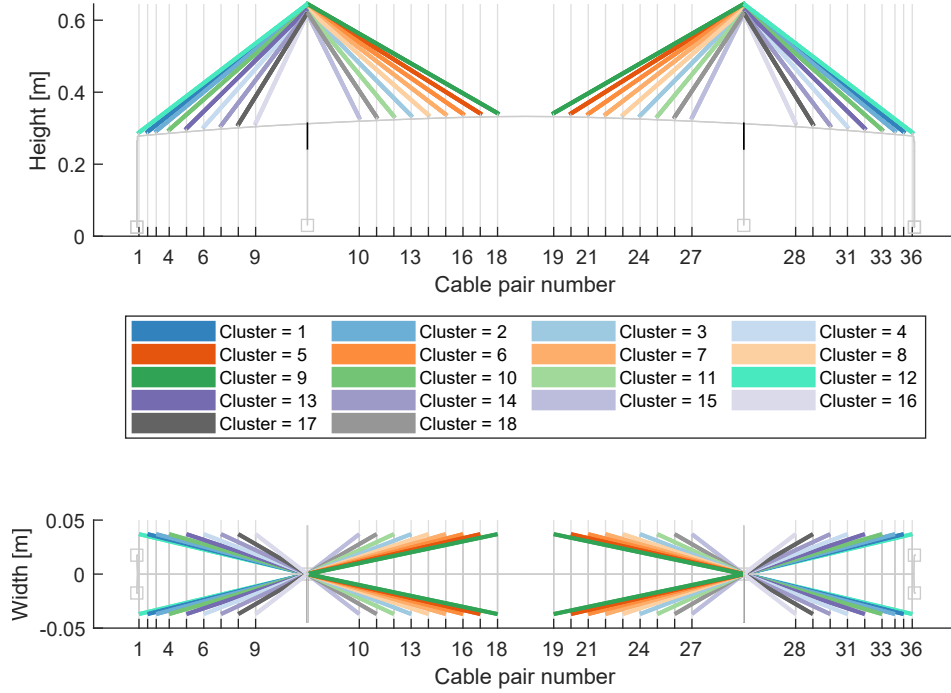 0.6
0.4
0.2
0
Height [m]
1 4 6 9 10 13 16 18 19 21 24 27 28 31 33 36
Cable pair number
Cluster = 1 Cluster = 2 Cluster = 3 Cluster = 4
Cluster = 5 Cluster = 6 Cluster = 7 Cluster = 8
Cluster = 9 Cluster = 10 Cluster = 11 Cluster = 12
Cluster = 13 Cluster = 14 Cluster = 15 Cluster = 16
Cluster = 17 Cluster = 18
0.05
0
-0.05
Width [m]
1 4 6 9 10 13 16 18 19 21 24 27 28 31 33 36
Cable pair number